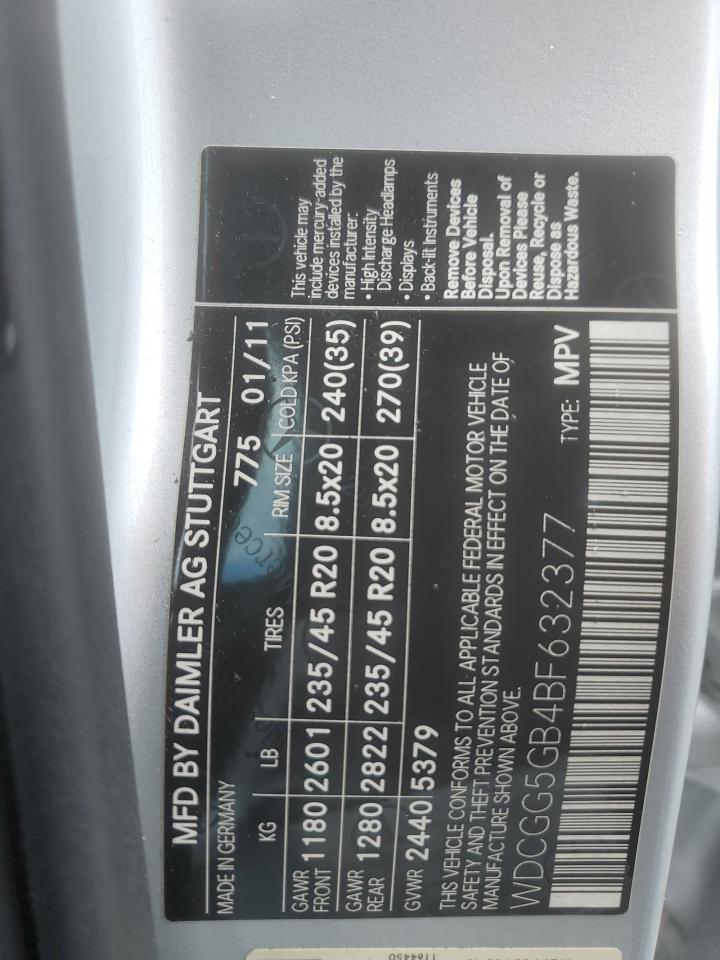 MFD BY DAIMLER AG STUTTGART
MADE IN GERMANY 775 01/11
KG LB TIRES RIM SIZE COLD KPA (PSI)
GAWR FRONT 1180 2601 235/45 R20 8.5x20 240(35)
GAWR REAR 1280 2822 235/45 R20 8.5x20 270(39)
GVWR 2440 5379
THIS VEHICLE CONFORMS TO ALL APPLICABLE FEDERAL MOTOR VEHICLE
SAFETY AND THEFT PREVENTION STANDARDS IN EFFECT ON THE DATE OF
MANUFACTURE SHOWN ABOVE.
WDCGG5GB4BF632377 TYPE: MPV
This vehicle may
include mercury-added
devices installed by the
manufacturer:
• High Intensity
Discharge Headlamps
• Displays
• Back-lit Instruments
Remove Devices
Before Vehicle
Disposal.
Upon Removal of
Devices Please
Reuse, Recycle or
Dispose as
Hazardous Waste.
1164450